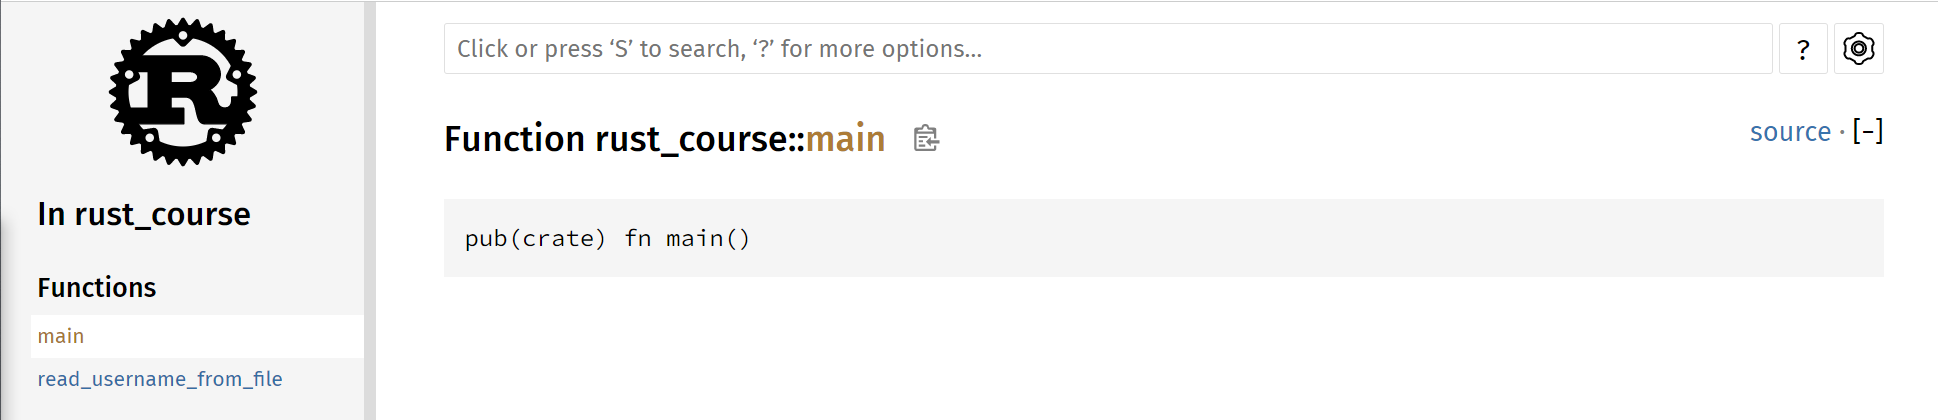 R
In rust_course
Functions
main
read_username_from_file
Click or press ‘S’ to search, ‘?’ for more options…
?
Function rust_course::main
source · [-]
pub(crate) fn main()